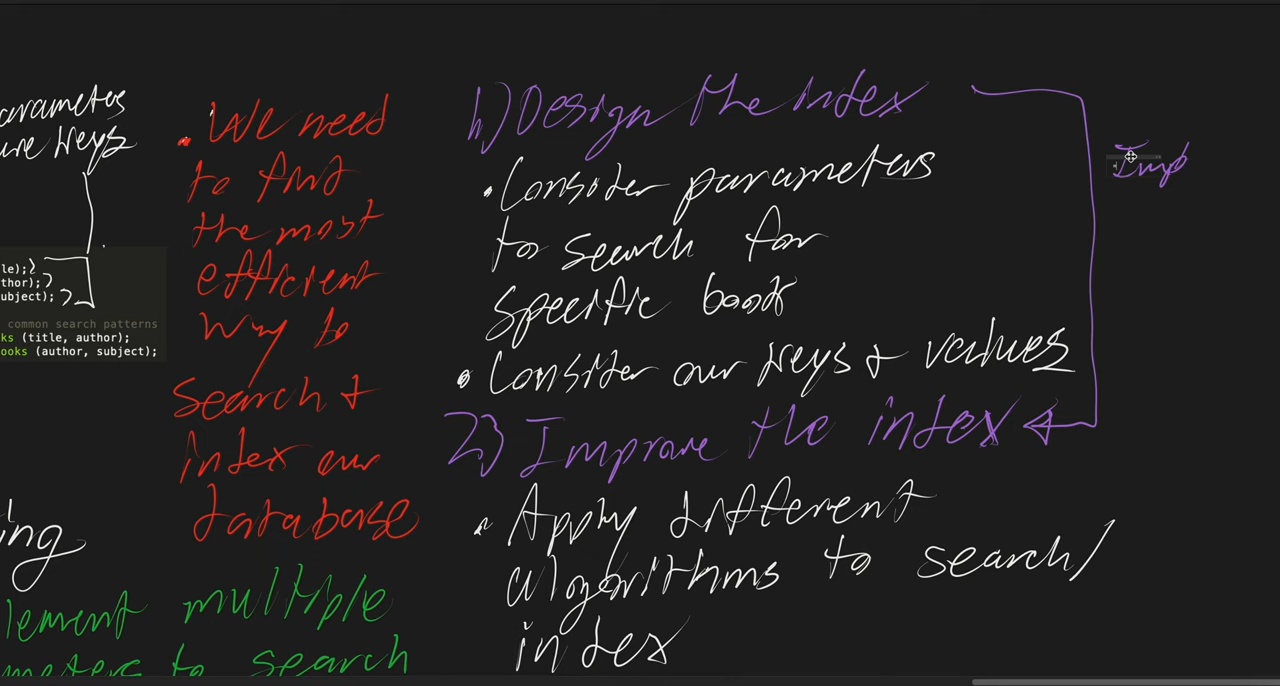 arametes
ure keys
le);
thor);
ubject);
common search patterns
ks (title, author);
ooks (author, subject);
ing
lement multiple
meters to search
• We need
to find
the most
efficient
way to
search +
index our
database
1) Design the index
• Consider parameters
to search for
specific book
• Consider our keys + values
2) Improve the index
• Apply different
algorithms to search/
index
Imp